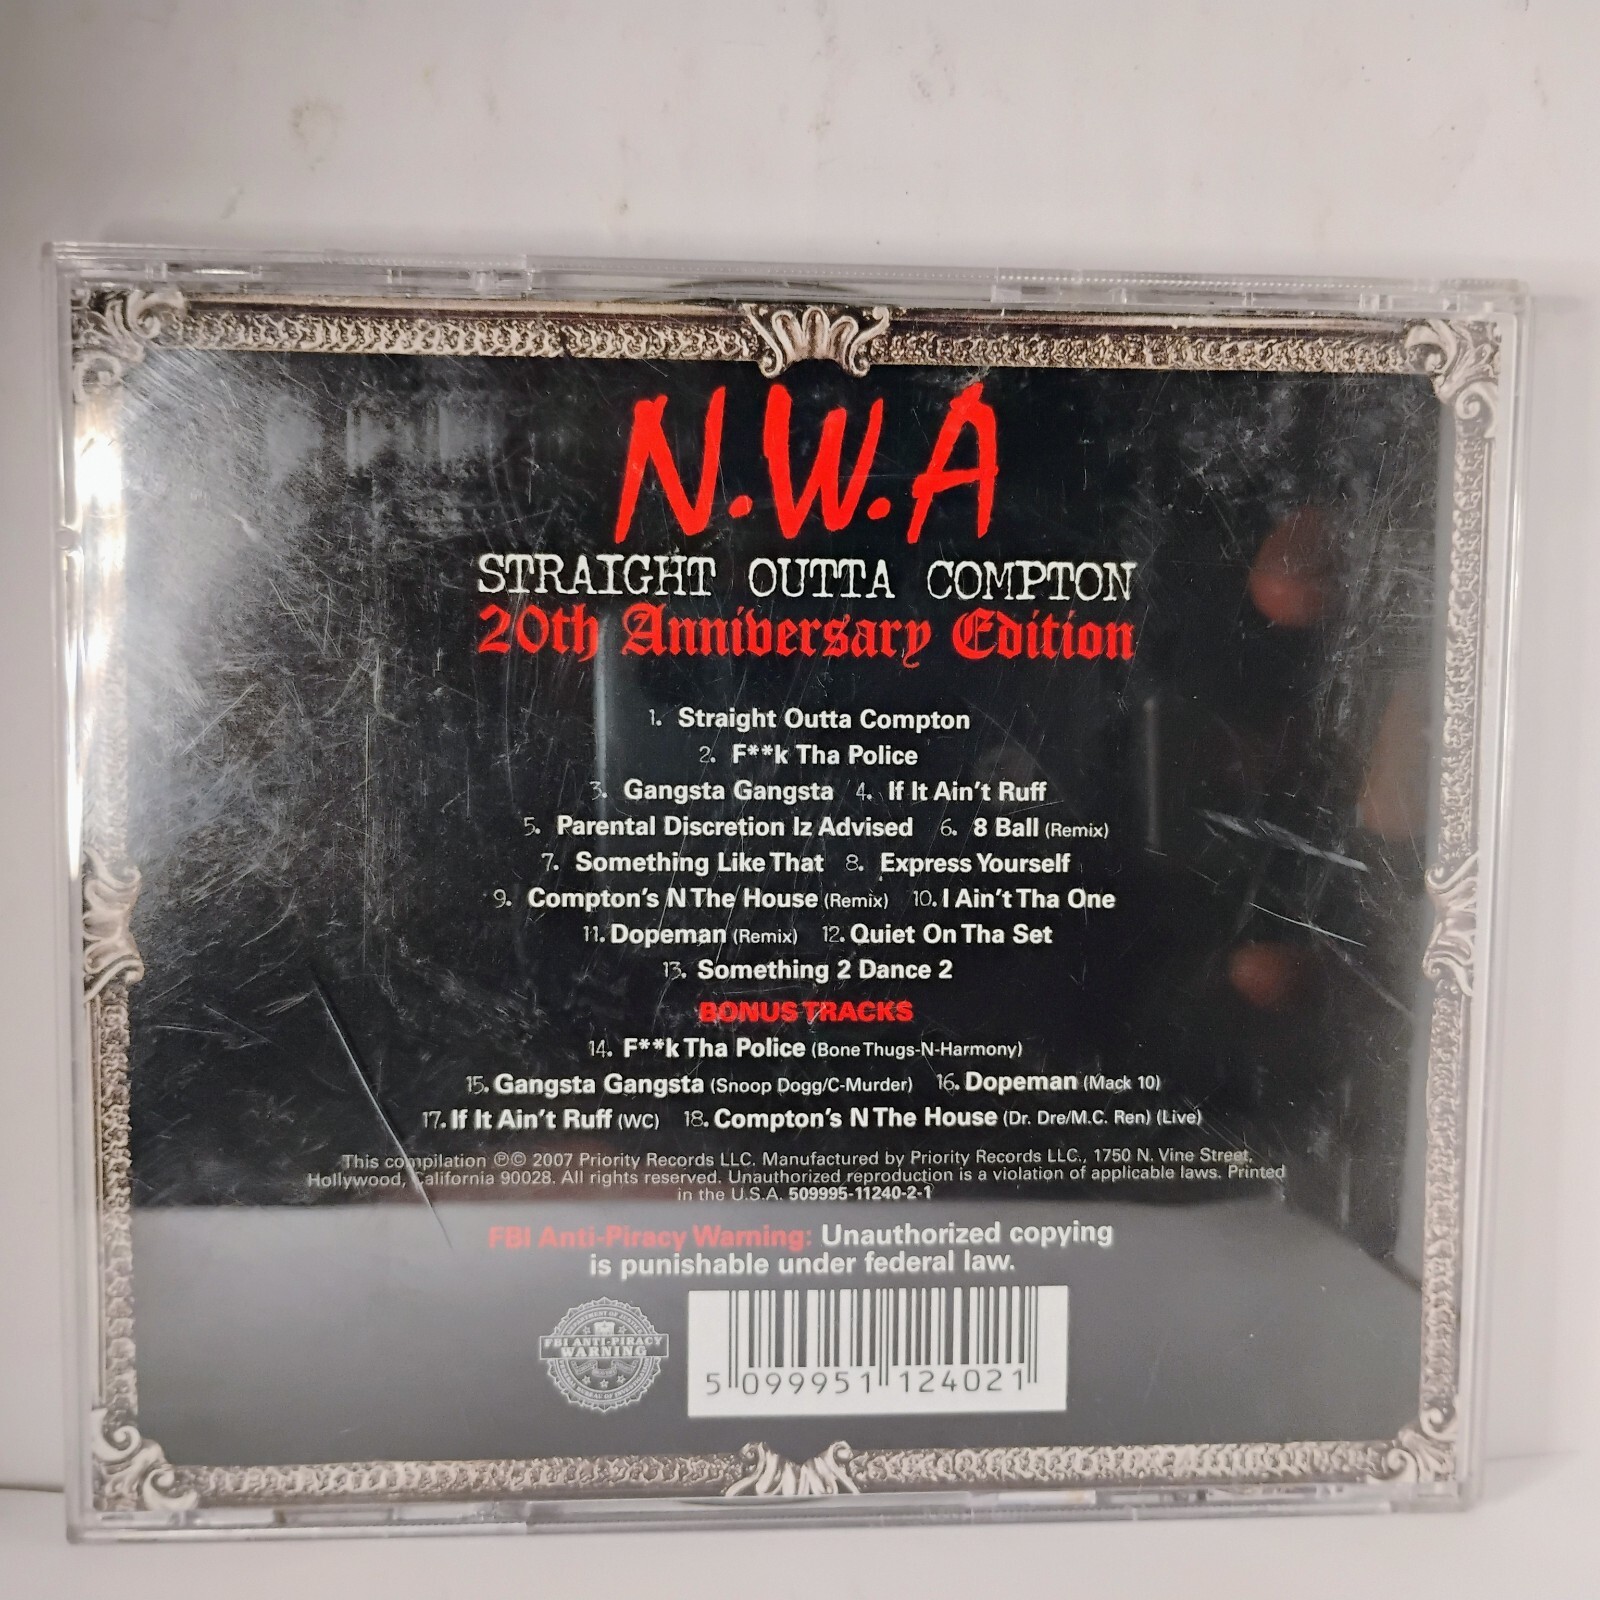 N.W.A
STRAIGHT OUTTA COMPTON
20th Anniversary Edition
1. Straight Outta Compton
2. F**k Tha Police
3. Gangsta Gangsta 4. If It Ain't Ruff
5. Parental Discretion Iz Advised 6. 8 Ball (Remix)
7. Something Like That 8. Express Yourself
9. Compton's N The House (Remix) 10. I Ain't Tha One
11. Dopeman (Remix) 12. Quiet On Tha Set
13. Something 2 Dance 2
BONUS TRACKS
14. F**k Tha Police (Bone Thugs-N-Harmony)
15. Gangsta Gangsta (Snoop Dogg/C-Murder) 16. Dopeman (Mack 10)
17. If It Ain't Ruff (WC) 18. Compton's N The House (Dr. Dre/M.C. Ren) (Live)
This compilation ℗© 2007 Priority Records LLC. Manufactured by Priority Records LLC., 1750 N. Vine Street,
Hollywood, California 90028. All rights reserved. Unauthorized reproduction is a violation of applicable laws. Printed
in the U.S.A. 509995-11240-2-1
FBI Anti-Piracy Warning: Unauthorized copying
is punishable under federal law.
DEPARTMENT OF JUSTICE
FBI ANTI-PIRACY
WARNING
FEDERAL BUREAU OF INVESTIGATION
5 099951 124021